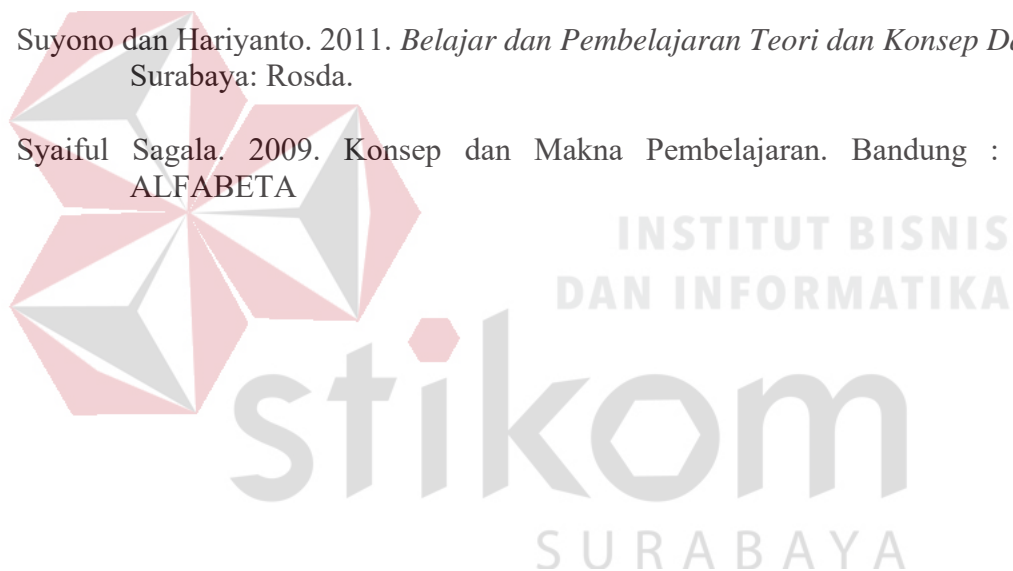 Suyono dan Hariyanto. 2011. Belajar dan Pembelajaran Teori dan Konsep
Surabaya: Rosda.
Syaiful Sagala. 2009. Konsep dan Makna Pembelajaran. Bandung :
ALFABETA
INSTITUT BISNIS
DAN INFORMATIKA
stikom
SURABAYA